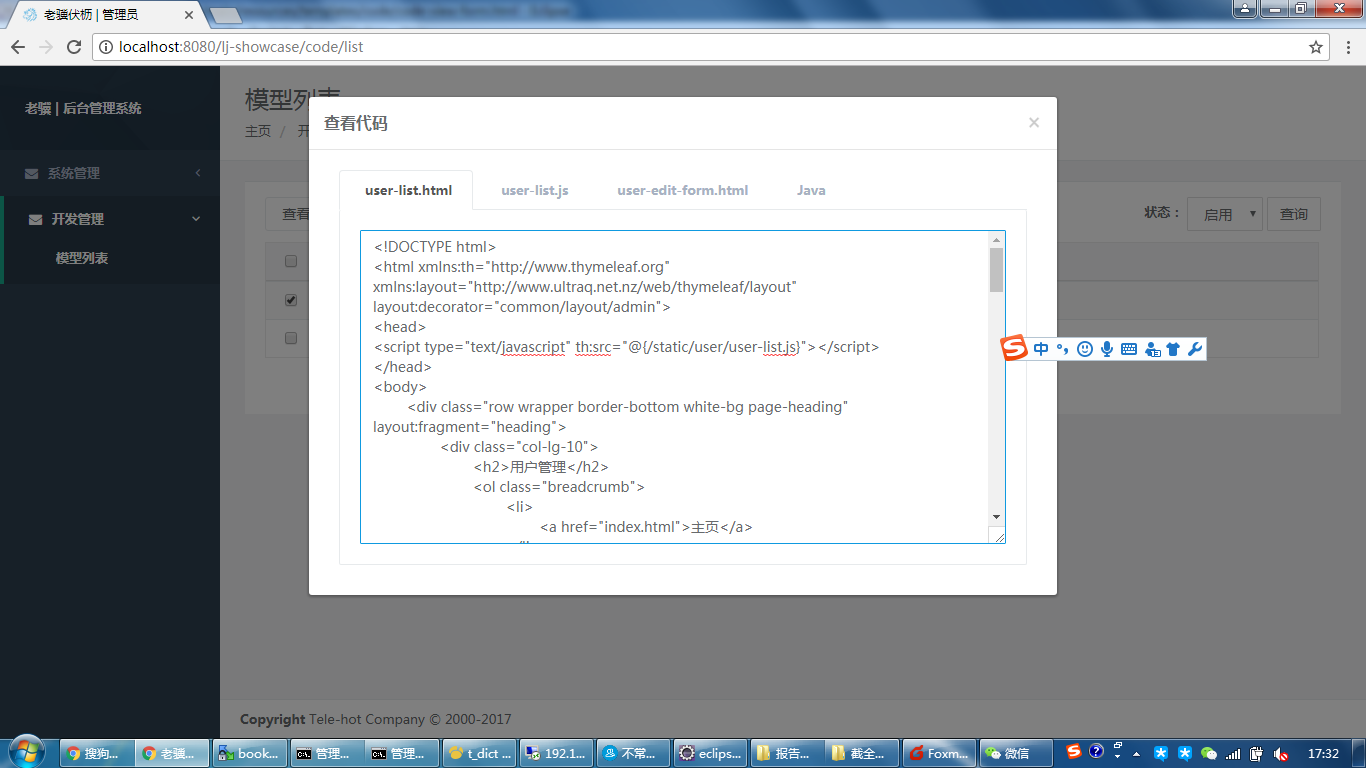 老骥伏枥 | 管理员
localhost:8080/lj-showcase/code/list
老骥 | 后台管理系统
系统管理
开发管理
模型列表
模型列表
主页 / 开
查看
状态：
启用
查询
查看代码
×
user-list.html
user-list.js
user-edit-form.html
Java
<!DOCTYPE html>
<html xmlns:th="http://www.thymeleaf.org"
xmlns:layout="http://www.ultraq.net.nz/web/thymeleaf/layout"
layout:decorator="common/layout/admin">
<head>
<script type="text/javascript" th:src="@{/static/user/user-list.js}"></script>
</head>
<body>
<div class="row wrapper border-bottom white-bg page-heading"
layout:fragment="heading">
<div class="col-lg-10">
<h2>用户管理</h2>
<ol class="breadcrumb">
<li>
<a href="index.html">主页</a>
中
Copyright Tele-hot Company © 2000-2017
搜狗...
老骥...
book...
管理...
管理...
t_dict ...
192.1...
不常...
eclips...
报告...
截全...
Foxm...
微信
17:32